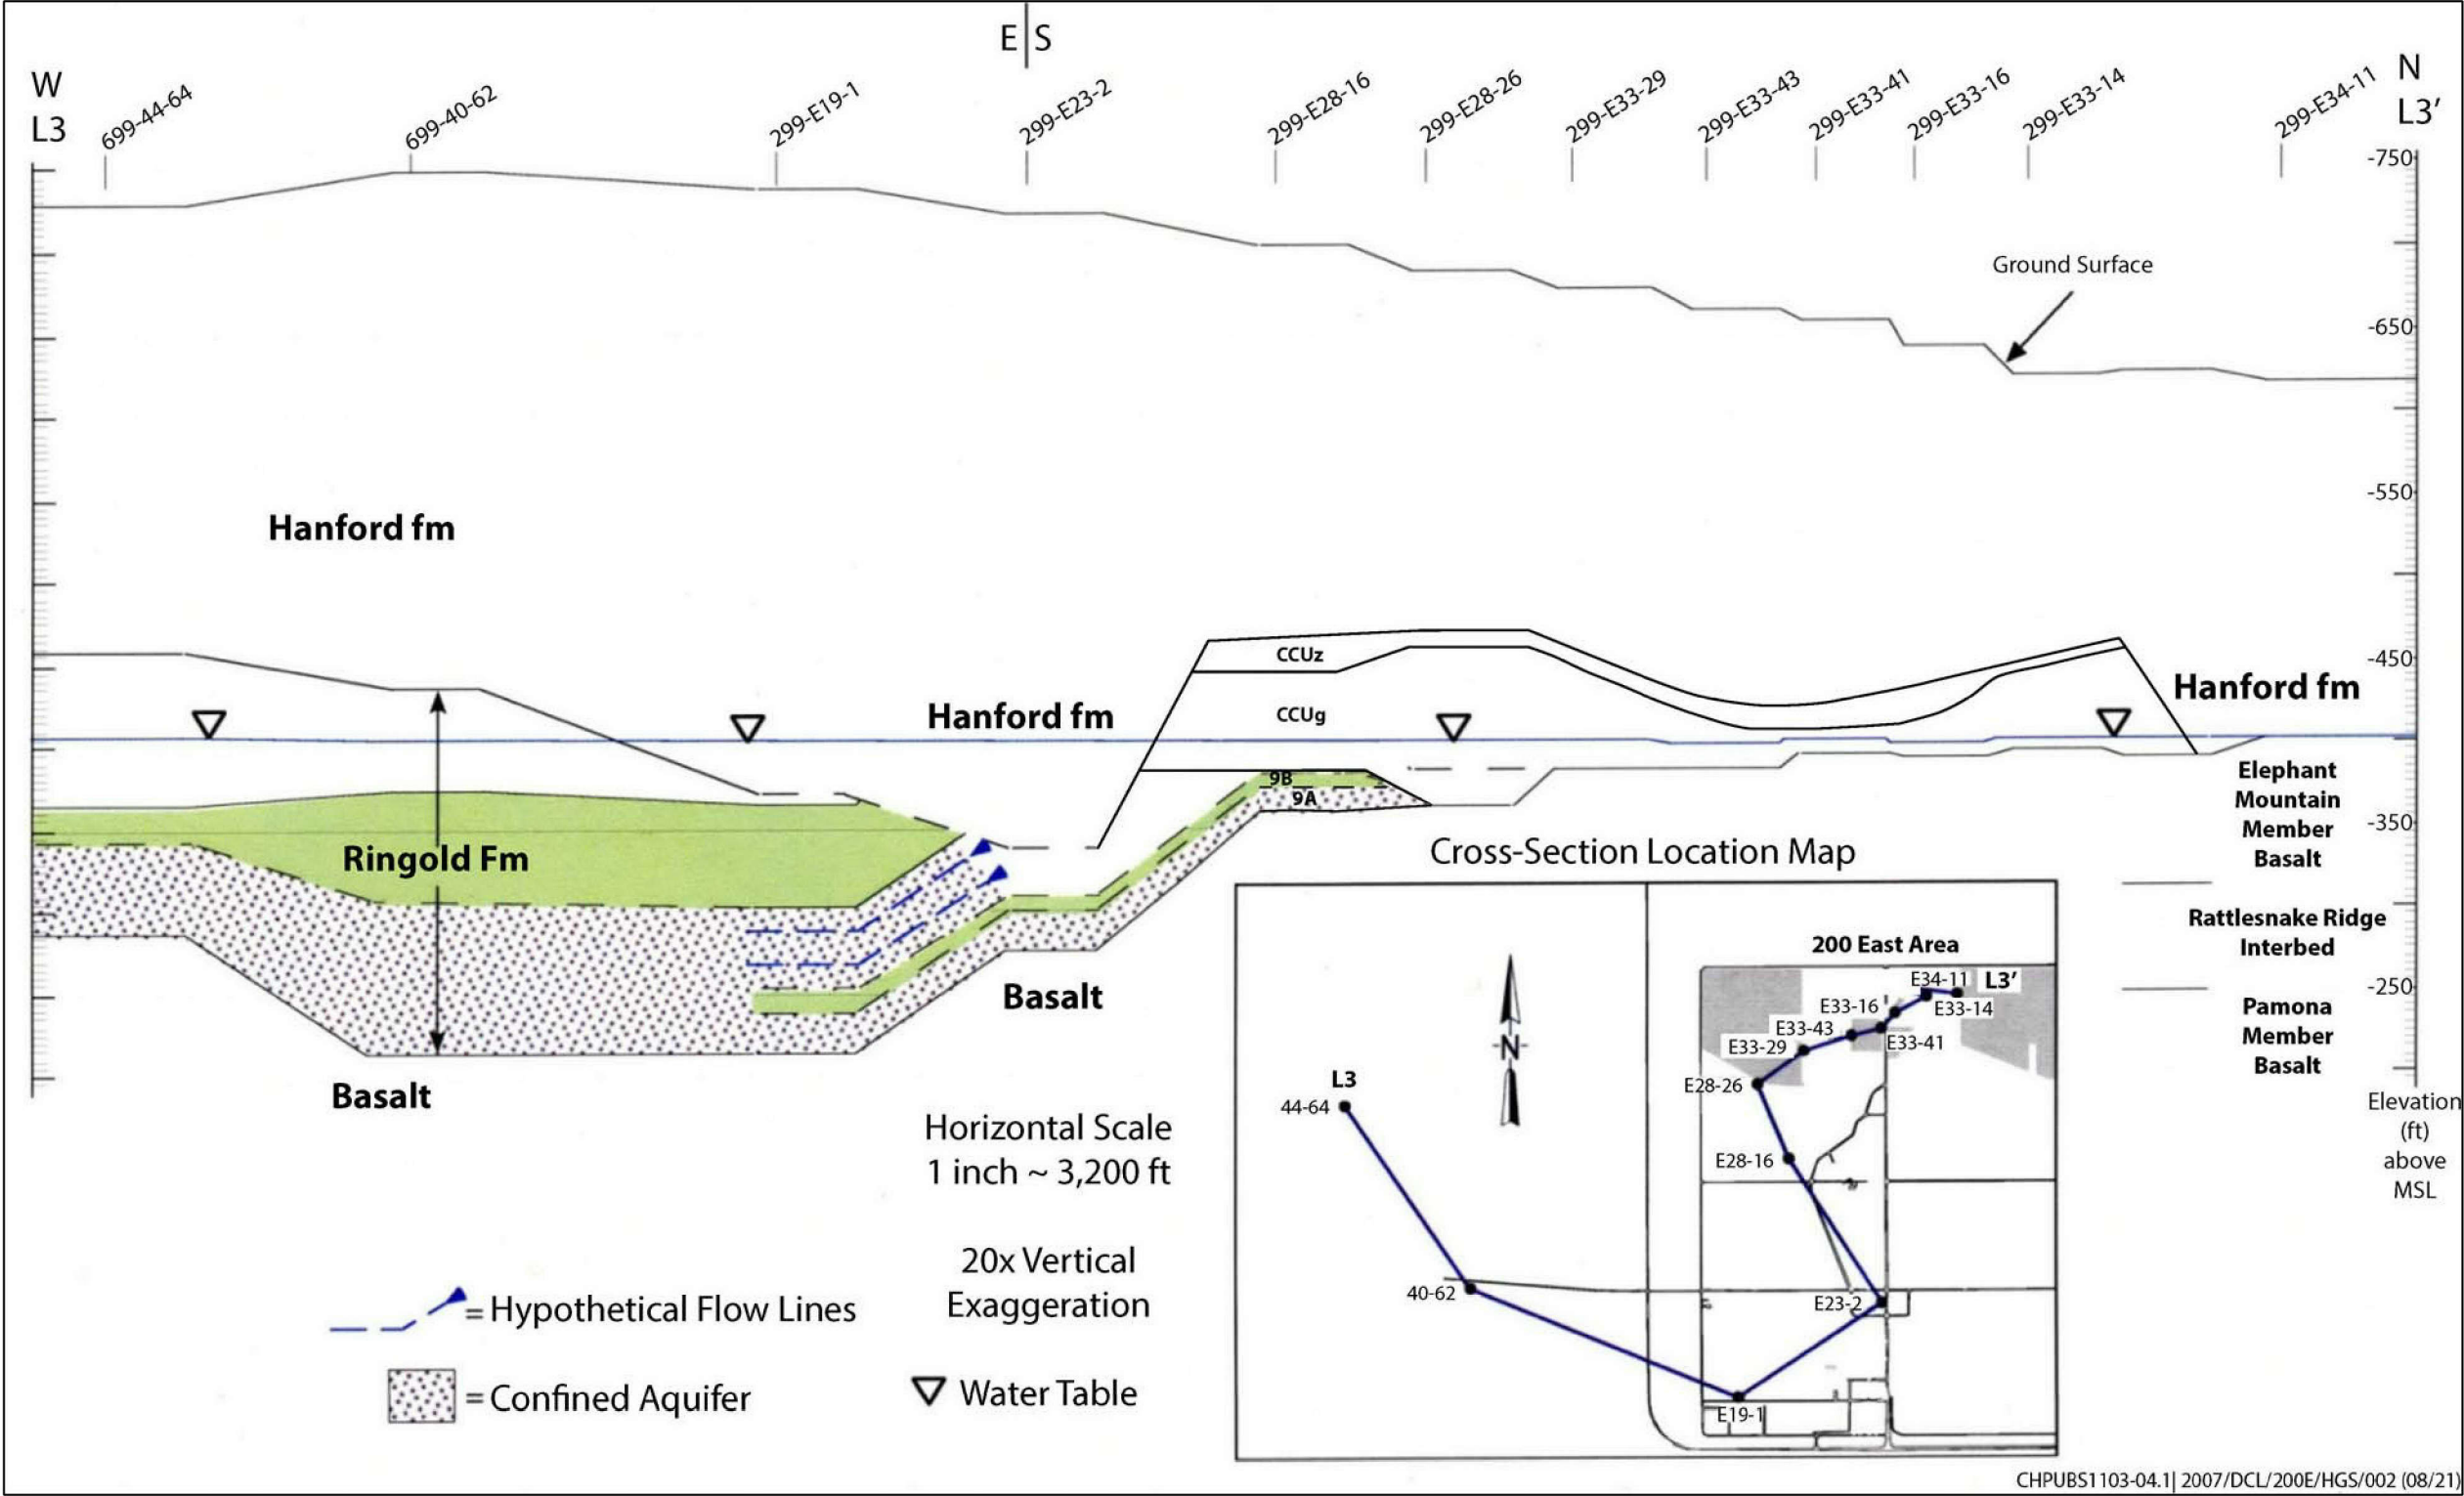 E S
W
L3
699-44-64
699-40-62
299-E19-1
299-E23-2
299-E28-16
299-E28-26
299-E33-29
299-E33-43
299-E33-41
299-E33-16
299-E33-14
299-E34-11
N
L3′
-750
Ground Surface
-650
-550
Hanford fm
-450
CCUz
Hanford fm
Hanford fm
CCUg
9B
9A
Elephant
Mountain
Member
Basalt
-350
Ringold Fm
Cross-Section Location Map
Rattlesnake Ridge
Interbed
-250
Basalt
Pamona
Member
Basalt
Basalt
Elevation
(ft)
above
MSL
200 East Area
E34-11
L3′
E33-16
E33-14
E33-43
E33-41
E33-29
E28-26
N
L3
44-64
E28-16
40-62
E23-2
E19-1
Horizontal Scale
1 inch ~ 3,200 ft
20x Vertical
Exaggeration
= Hypothetical Flow Lines
= Confined Aquifer
Water Table
CHPUBS1103-04.1| 2007/DCL/200E/HGS/002 (08/21)